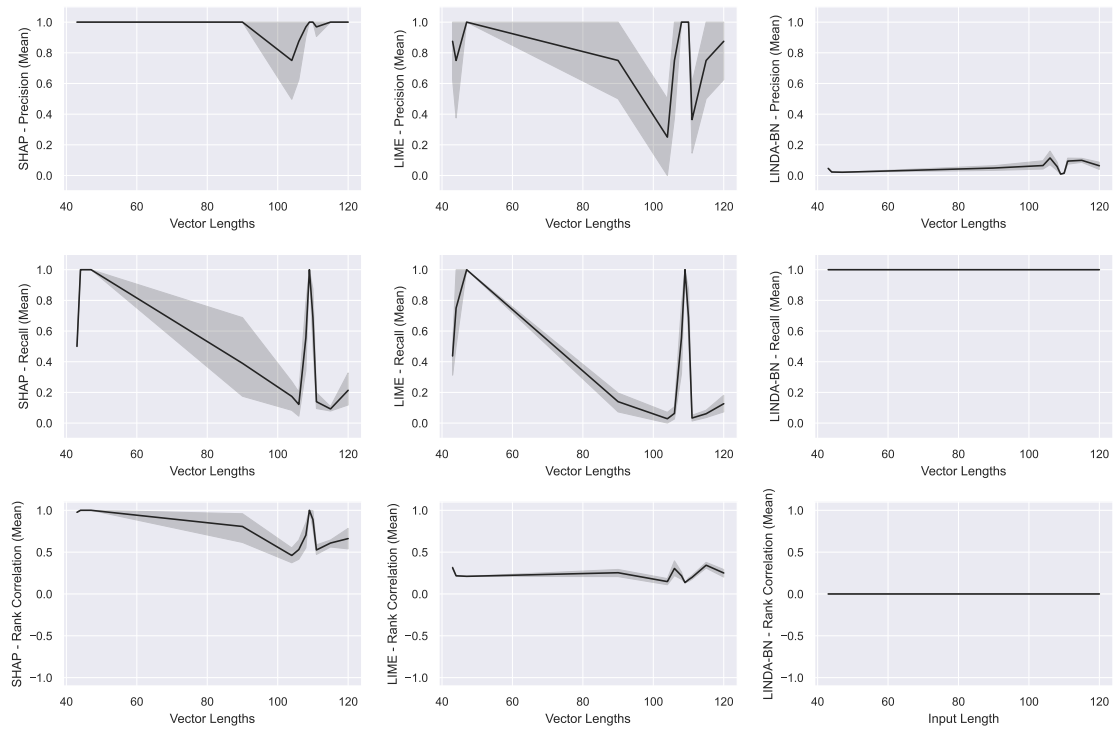 SHAP - Precision (Mean)
1.0
0.8
0.6
0.4
0.2
0.0
40 60 80 100 120
Vector Lengths
LIME - Precision (Mean)
1.0
0.8
0.6
0.4
0.2
0.0
40 60 80 100 120
Vector Lengths
LINDA-BN - Precision (Mean)
1.0
0.8
0.6
0.4
0.2
0.0
40 60 80 100 120
Vector Lengths
SHAP - Recall (Mean)
1.0
0.8
0.6
0.4
0.2
0.0
40 60 80 100 120
Vector Lengths
LIME - Recall (Mean)
1.0
0.8
0.6
0.4
0.2
0.0
40 60 80 100 120
Vector Lengths
LINDA-BN - Recall (Mean)
1.0
0.8
0.6
0.4
0.2
0.0
40 60 80 100 120
Vector Lengths
SHAP - Rank Correlation (Mean)
1.0
0.5
0.0
−0.5
−1.0
40 60 80 100 120
Vector Lengths
LIME - Rank Correlation (Mean)
1.0
0.5
0.0
−0.5
−1.0
40 60 80 100 120
Vector Lengths
LINDA-BN - Rank Correlation (Mean)
1.0
0.5
0.0
−0.5
−1.0
40 60 80 100 120
Input Length